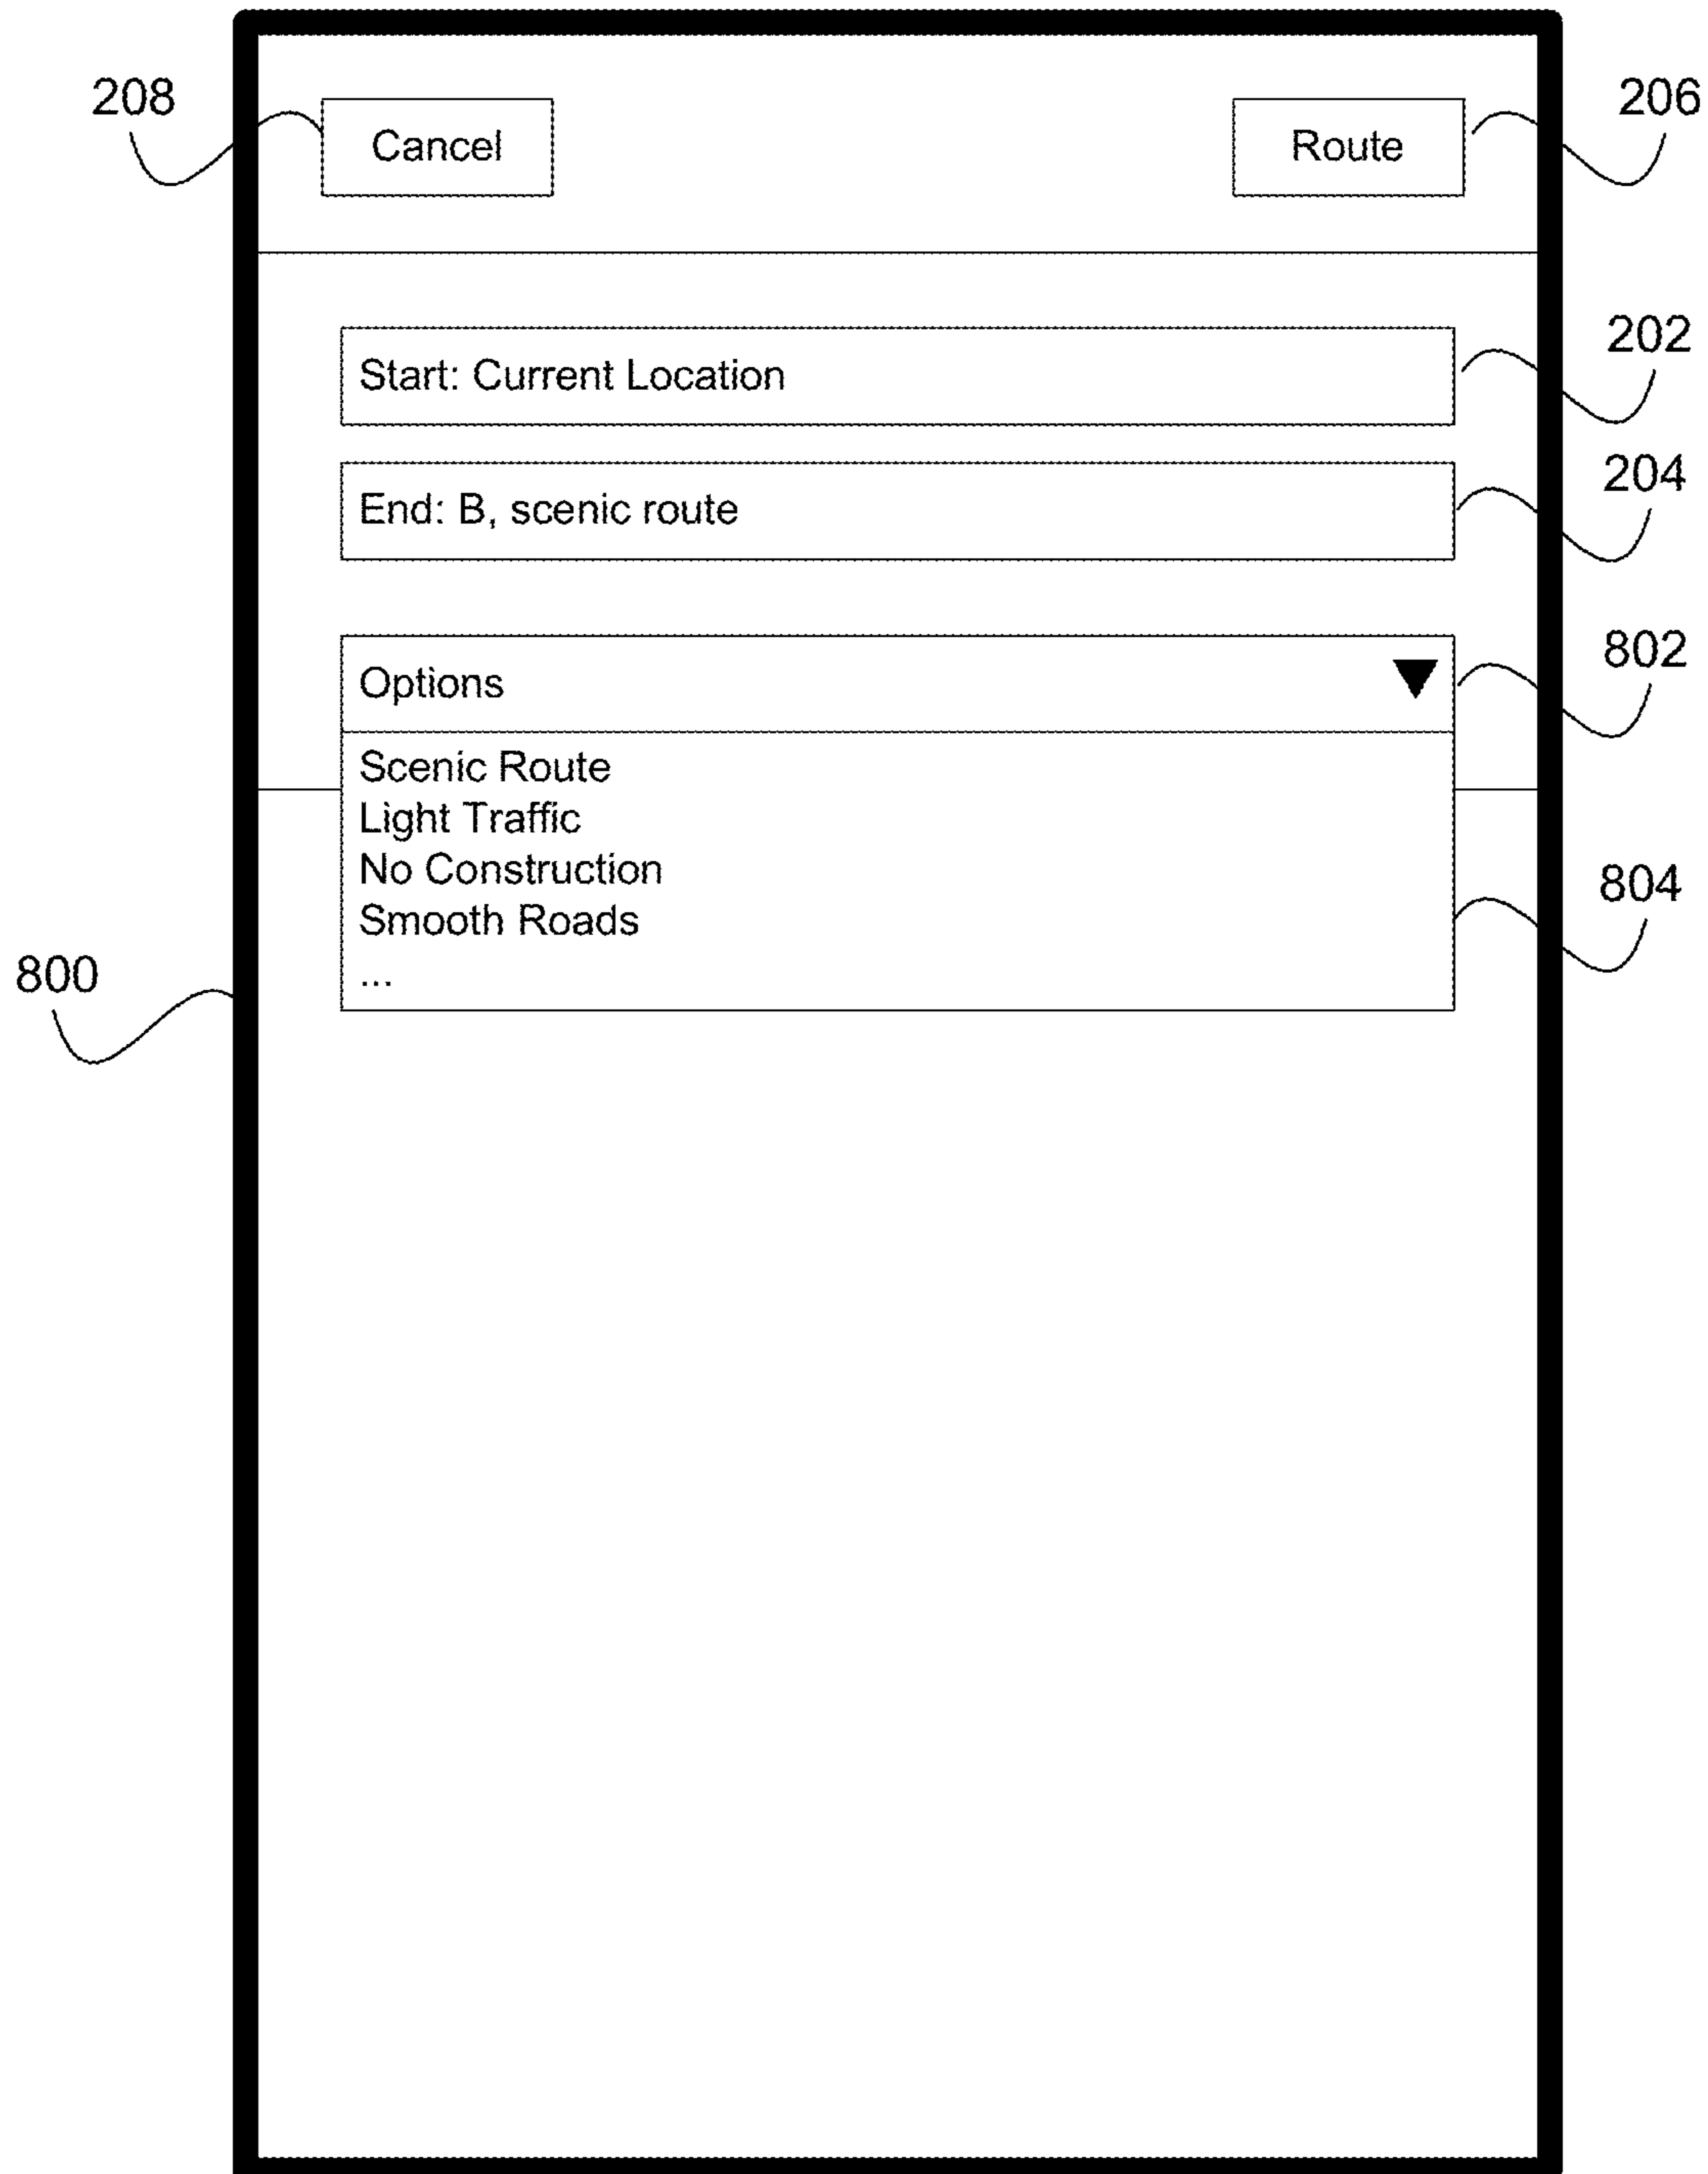 208
206
Cancel
Route
202
Start: Current Location
204
End: B, scenic route
802
Options
Scenic Route
Light Traffic
No Construction
804
Smooth Roads
800
...